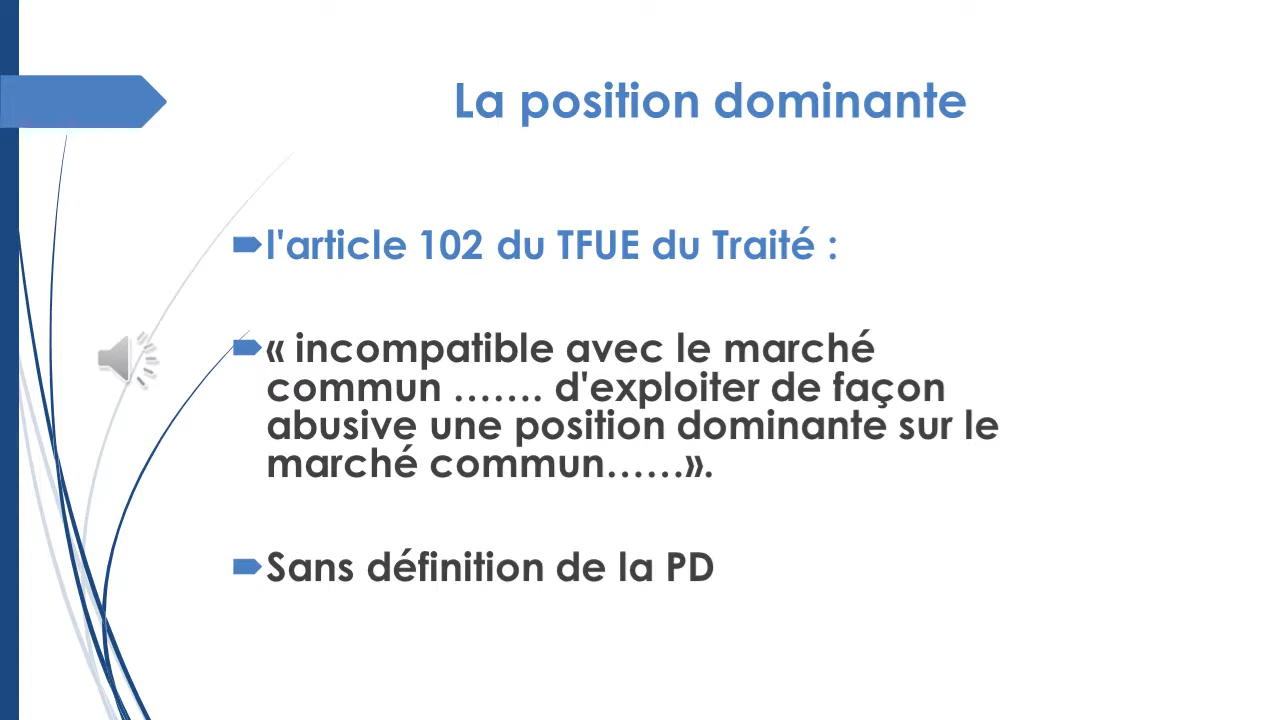 La position dominante
l'article 102 du TFUE du Traité :
« incompatible avec le marché
commun ……. d'exploiter de façon
abusive une position dominante sur le
marché commun……».
Sans définition de la PD